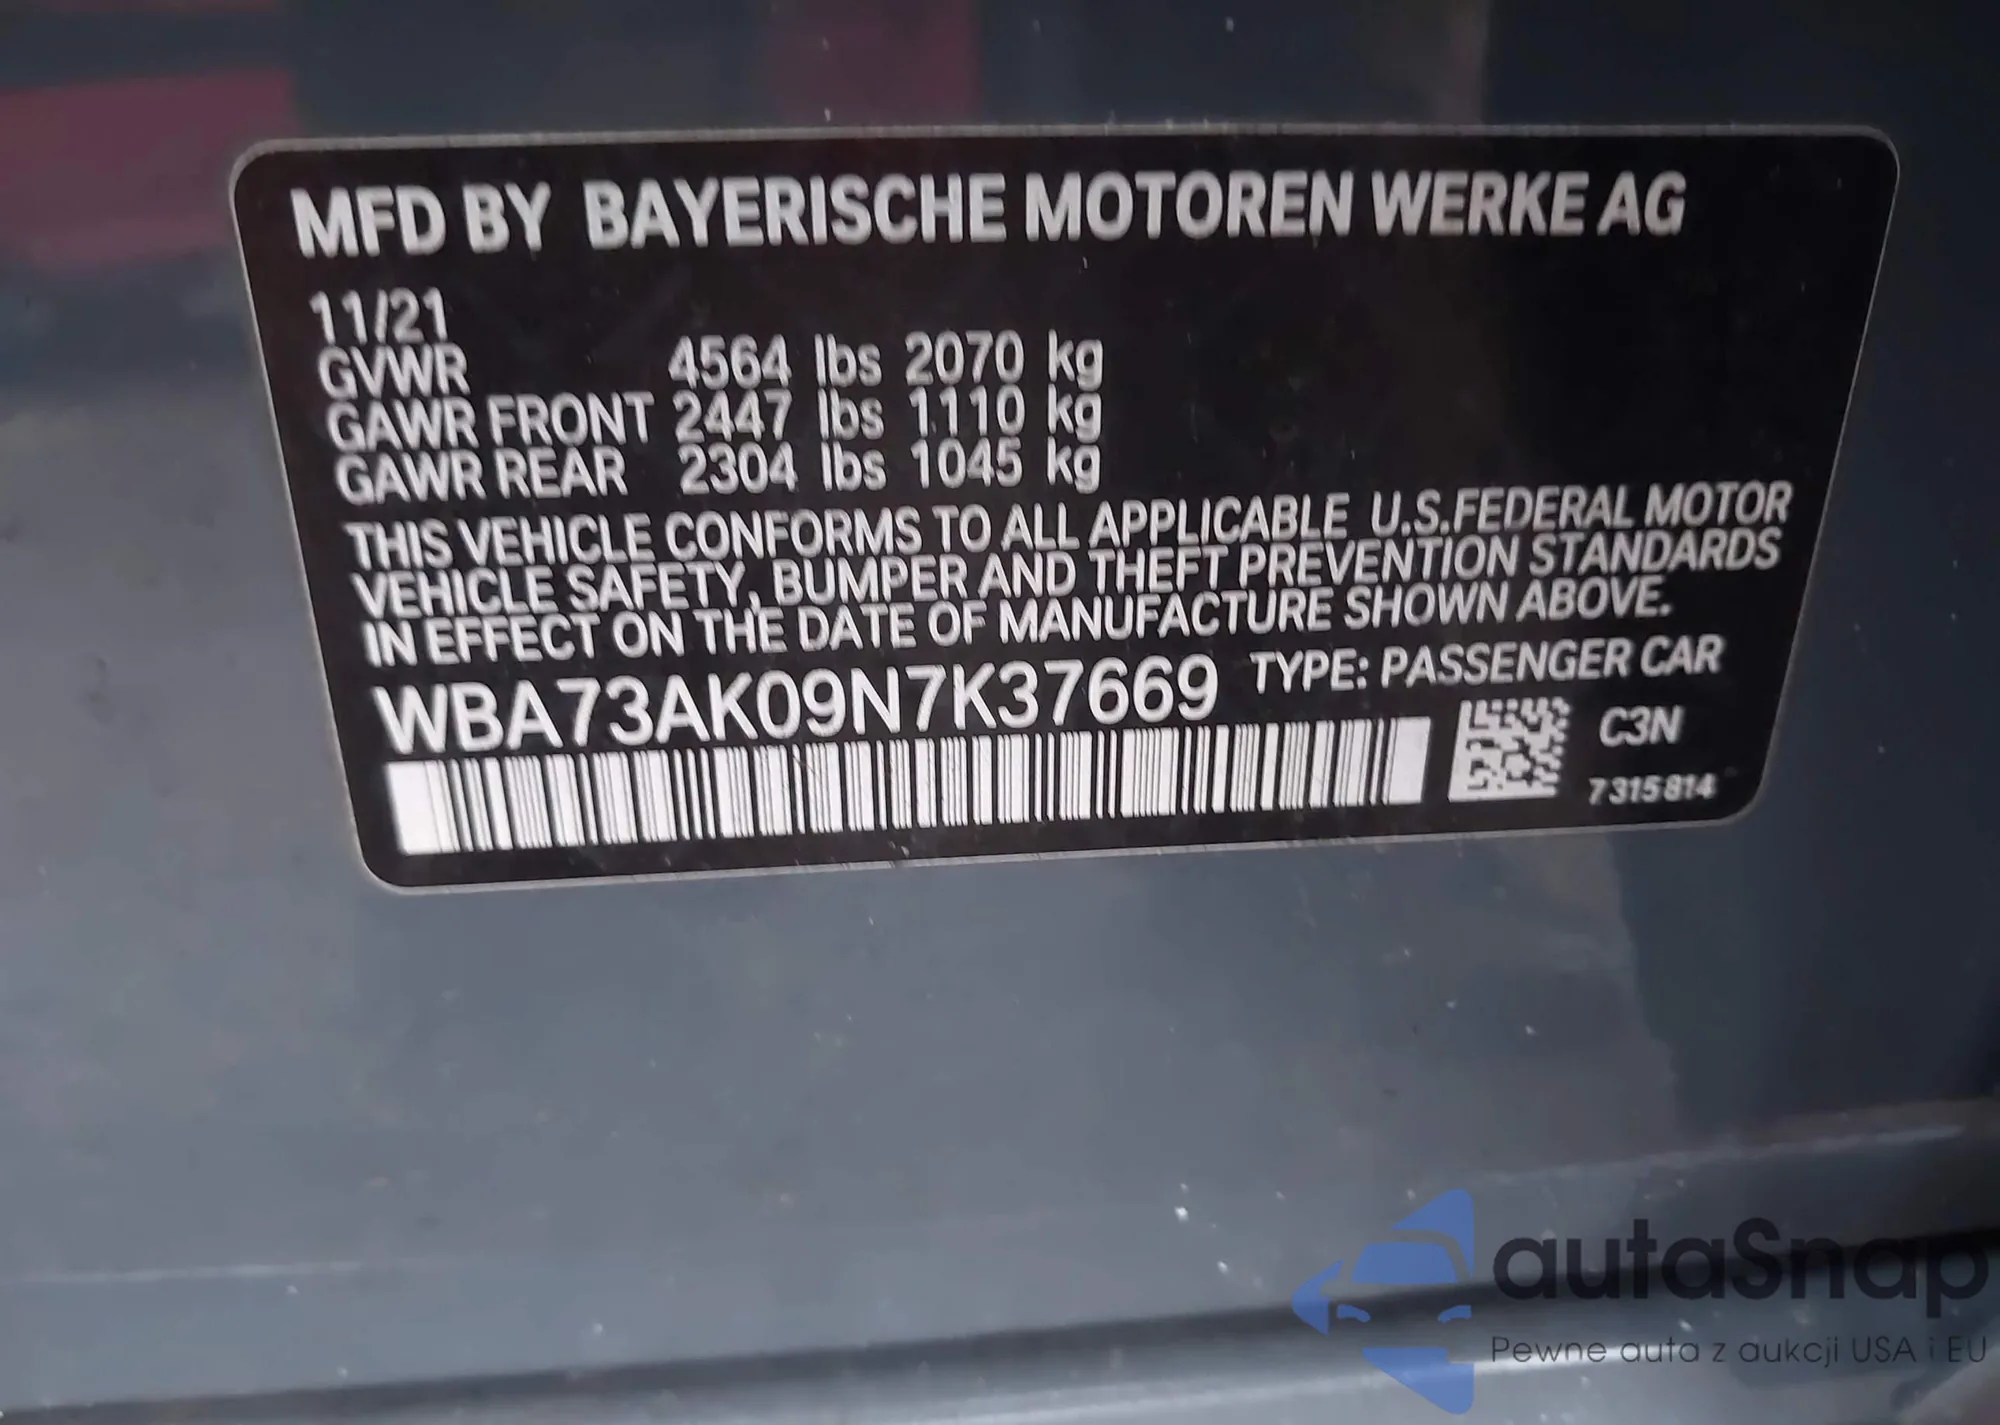 MFD BY BAYERISCHE MOTOREN WERKE AG
11/21
GVWR 4564 lbs 2070 kg
GAWR FRONT 2447 lbs 1110 kg
GAWR REAR 2304 lbs 1045 kg
THIS VEHICLE CONFORMS TO ALL APPLICABLE U.S.FEDERAL MOTOR
VEHICLE SAFETY, BUMPER AND THEFT PREVENTION STANDARDS
IN EFFECT ON THE DATE OF MANUFACTURE SHOWN ABOVE.
WBA73AK09N7K37669 TYPE: PASSENGER CAR
C3N
7315814
autaSnap
Pewne auta z aukcji USA i EU